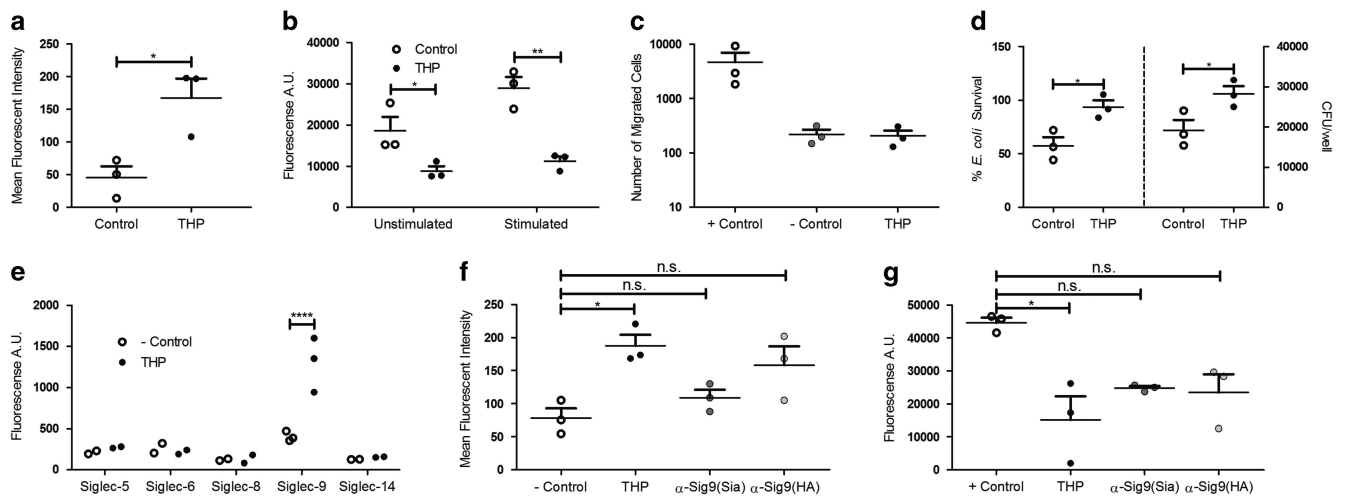 a
Mean Fluorescent Intensity
250
200
150
100
50
0
*
Control
THP
b
Fluorescense A.U.
40000
30000
20000
10000
0
Control
THP
*
**
Unstimulated
Stimulated
c
Number of Migrated Cells
10000
1000
100
10
+ Control
- Control
THP
d
% E. coli Survival
150
100
50
0
*
*
Control
THP
Control
THP
40000
30000
20000
10000
0
CFU/well
e
Fluorescense A.U.
2000
1500
1000
500
0
- Control
THP
****
Siglec-5
Siglec-6
Siglec-8
Siglec-9
Siglec-14
f
Mean Fluorescent Intensity
250
200
150
100
50
0
n.s.
n.s.
*
- Control
THP
α-Sig9(Sia)
α-Sig9(HA)
g
Fluorescense A.U.
50000
40000
30000
20000
10000
0
n.s.
n.s.
*
+ Control
THP
α-Sig9(Sia)
α-Sig9(HA)